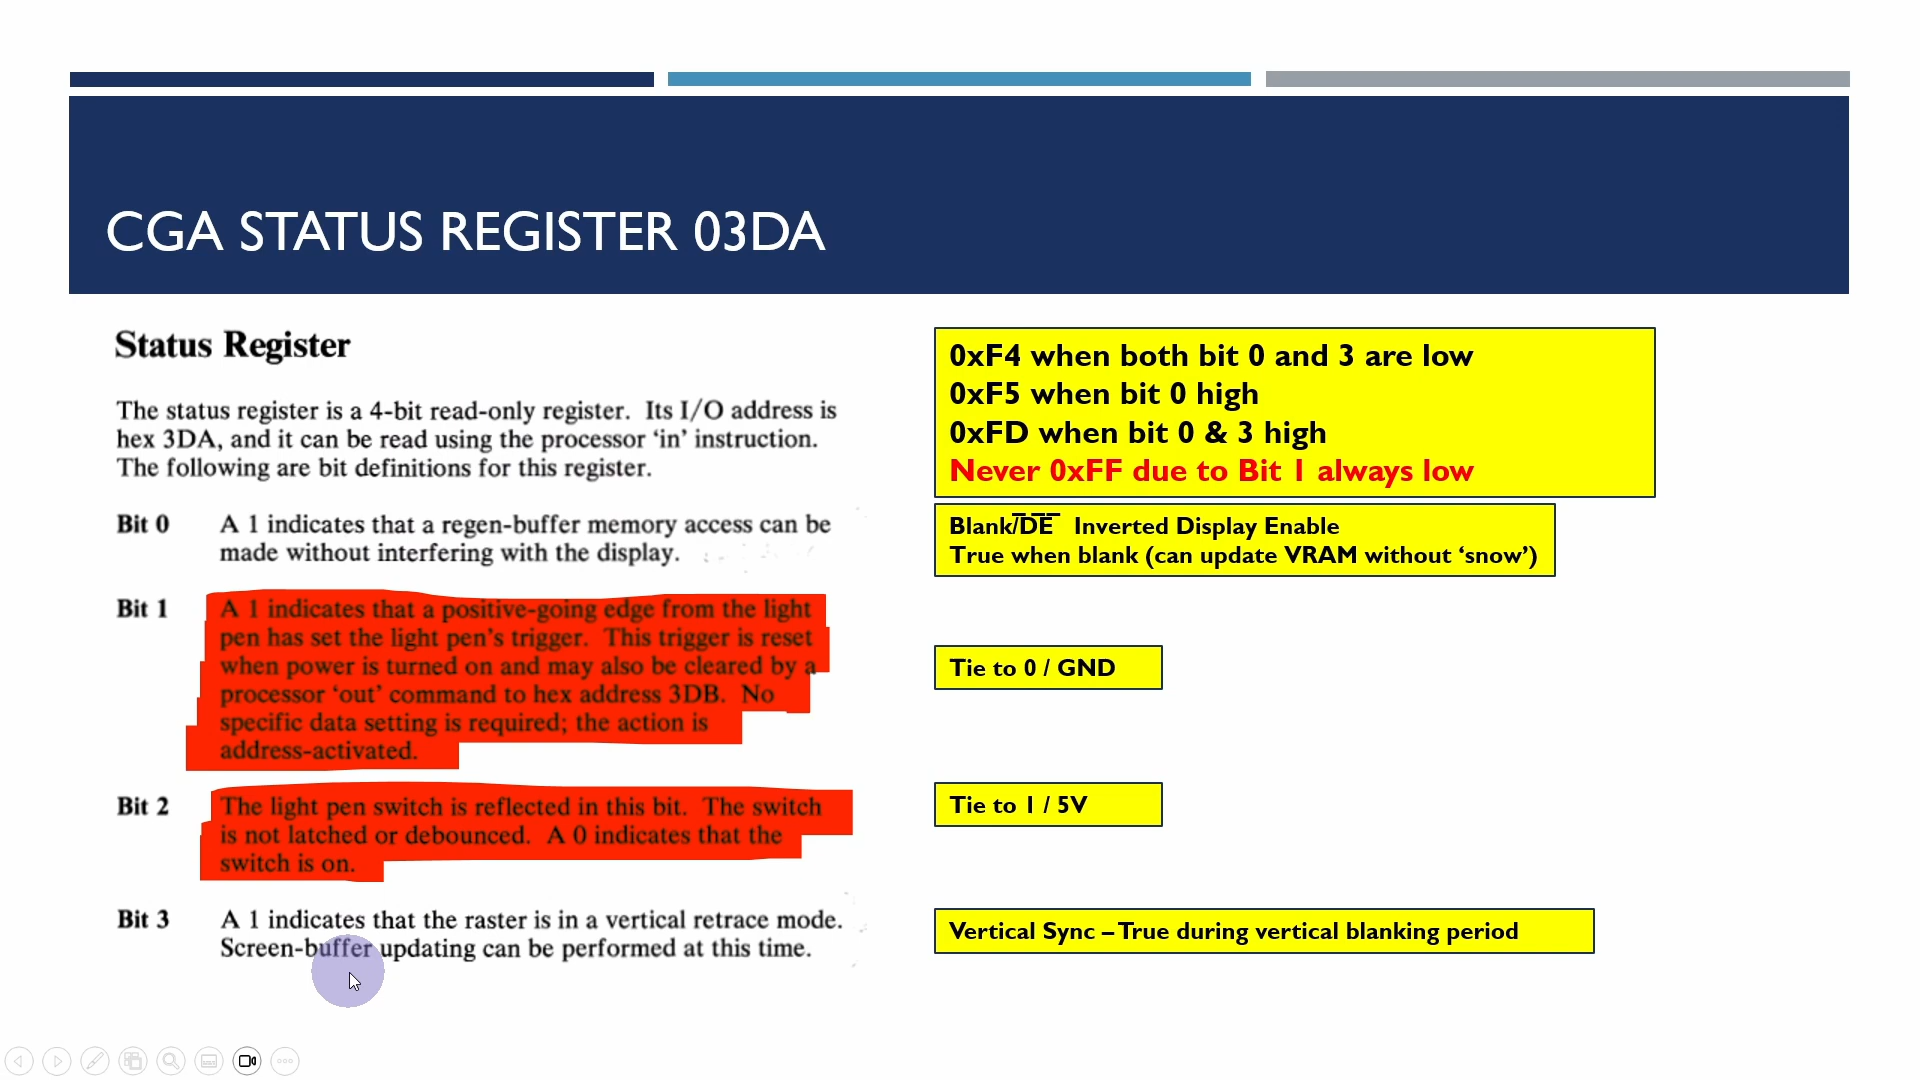 CGA STATUS REGISTER 03DA
Status Register
The status register is a 4-bit read-only register. Its I/O address is
hex 3DA, and it can be read using the processor ‘in’ instruction.
The following are bit definitions for this register.
Bit 0 A 1 indicates that a regen-buffer memory access can be
made without interfering with the display.
Bit 1 A 1 indicates that a positive-going edge from the light
pen has set the light pen’s trigger. This trigger is reset
when power is turned on and may also be cleared by a
processor ‘out’ command to hex address 3DB. No
specific data setting is required; the action is
address-activated.
Bit 2 The light pen switch is reflected in this bit. The switch
is not latched or debounced. A 0 indicates that the
switch is on.
Bit 3 A 1 indicates that the raster is in a vertical retrace mode.
Screen-buffer updating can be performed at this time.
0xF4 when both bit 0 and 3 are low
0xF5 when bit 0 high
0xFD when bit 0 & 3 high
Never 0xFF due to Bit 1 always low
Blank/D̅E̅ Inverted Display Enable
True when blank (can update VRAM without ‘snow’)
Tie to 0 / GND
Tie to 1 / 5V
Vertical Sync – True during vertical blanking period